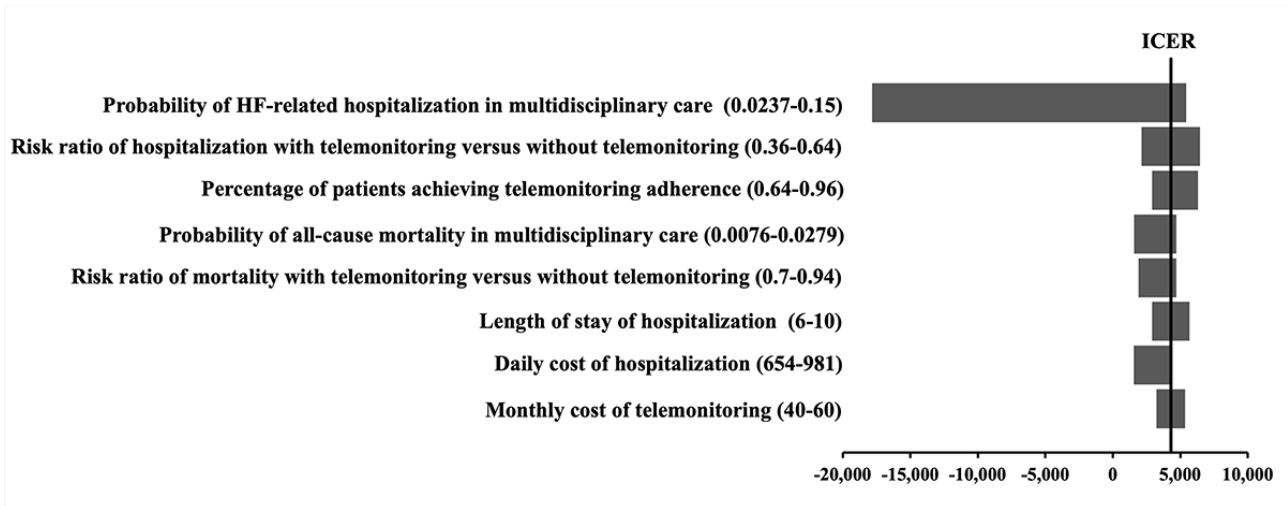 ICER
Probability of HF-related hospitalization in multidisciplinary care (0.0237-0.15)
Risk ratio of hospitalization with telemonitoring versus without telemonitoring (0.36-0.64)
Percentage of patients achieving telemonitoring adherence (0.64-0.96)
Probability of all-cause mortality in multidisciplinary care (0.0076-0.0279)
Risk ratio of mortality with telemonitoring versus without telemonitoring (0.7-0.94)
Length of stay of hospitalization (6-10)
Daily cost of hospitalization (654-981)
Monthly cost of telemonitoring (40-60)
-20,000 -15,000 -10,000 -5,000 0 5,000 10,000